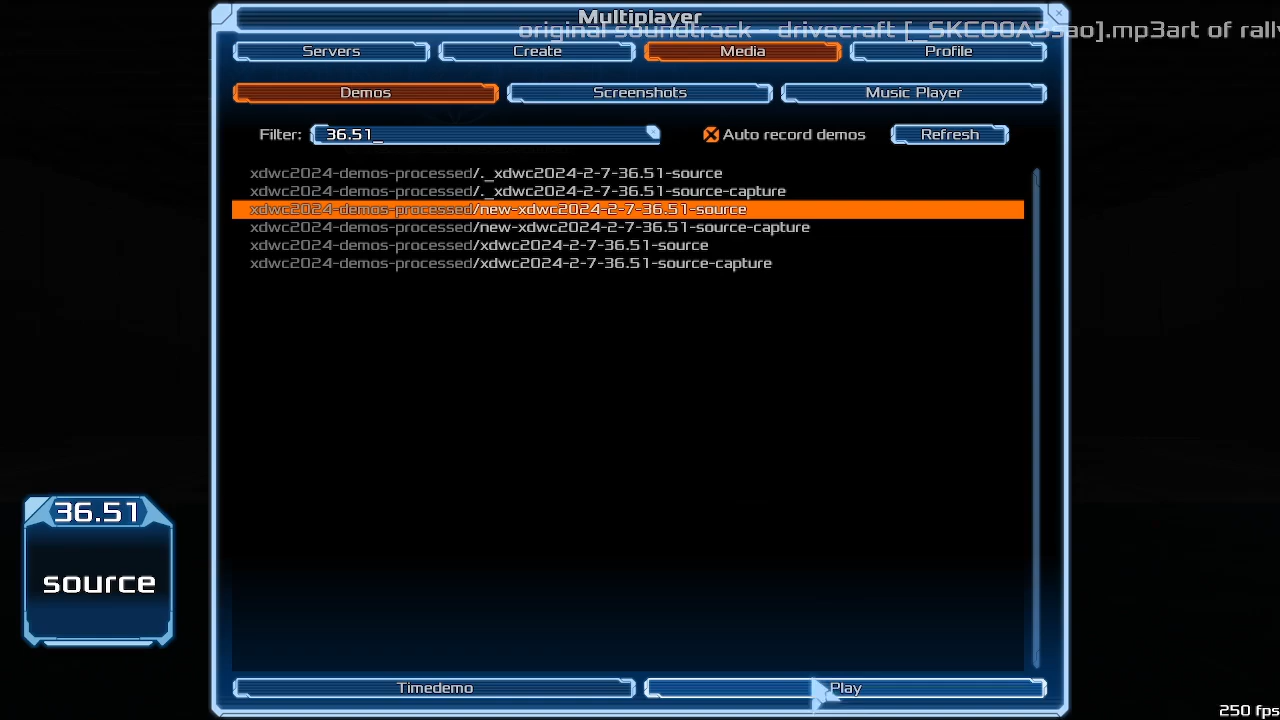 Multiplayer
original soundtrack - drivecraft [_SKCO0A5sao].mp3art of rally
Servers
Create
Media
Profile
Demos
Screenshots
Music Player
Filter:
36.51_
Auto record demos
Refresh
xdwc2024-demos-processed/._xdwc2024-2-7-36.51-source
xdwc2024-demos-processed/._xdwc2024-2-7-36.51-source-capture
xdwc2024-demos-processed/new-xdwc2024-2-7-36.51-source
xdwc2024-demos-processed/new-xdwc2024-2-7-36.51-source-capture
xdwc2024-demos-processed/xdwc2024-2-7-36.51-source
xdwc2024-demos-processed/xdwc2024-2-7-36.51-source-capture
36.51
source
Timedemo
Play
250 fps